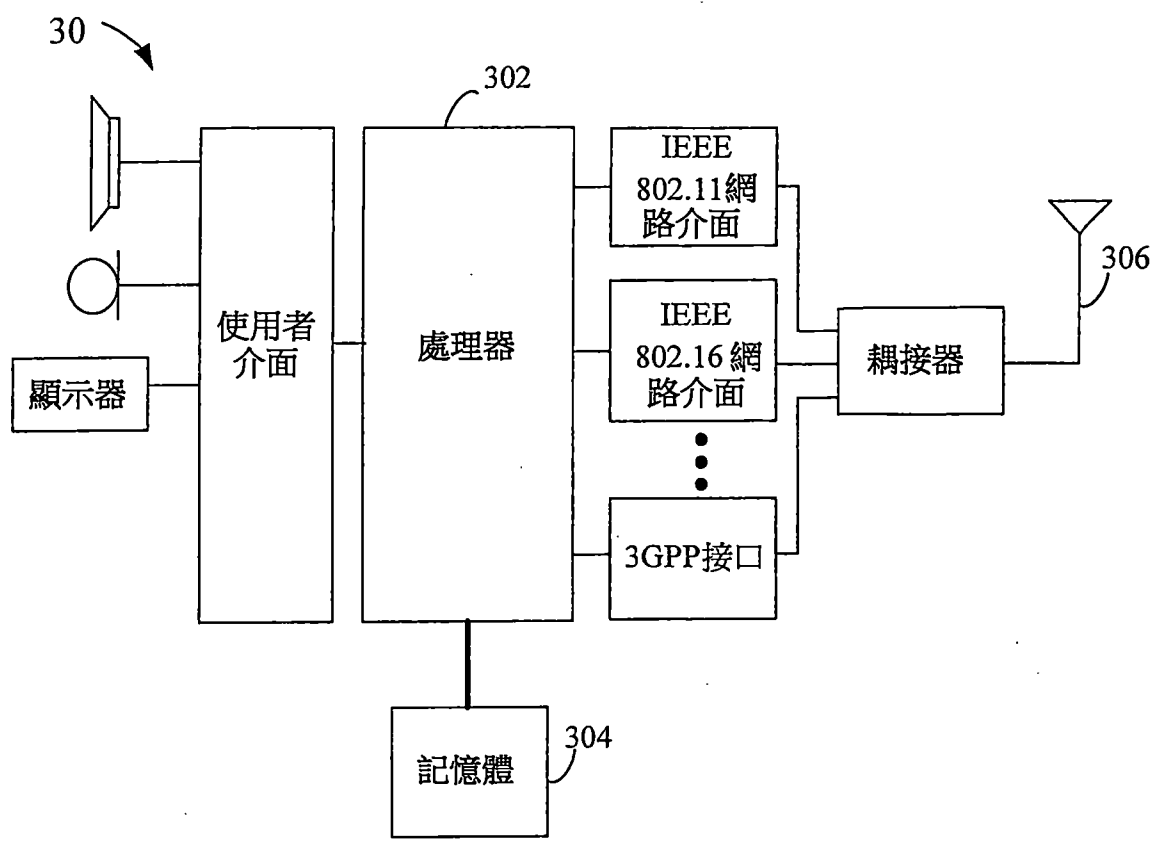 30
302
IEEE
802.11網
路介面
306
IEEE
802.16網
路介面
使用者
介面
處理器
耦接器
顯示器
3GPP接口
304
記憶體